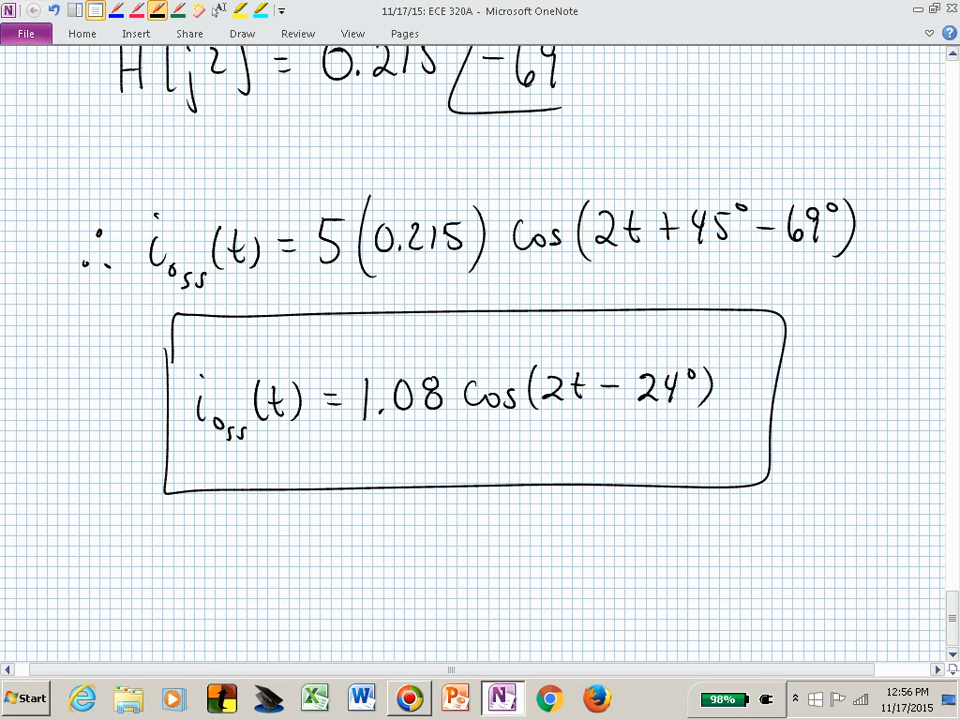 11/17/15: ECE 320A - Microsoft OneNote
File Home Insert Share Draw Review View Pages
H(j2) = 0.215 ∠-69
∴ i₀ₛₛ(t) = 5(0.215) cos(2t + 45° - 69°)
i₀ₛₛ(t) = 1.08 cos(2t - 24°)
Start
98%
12:56 PM
11/17/2015